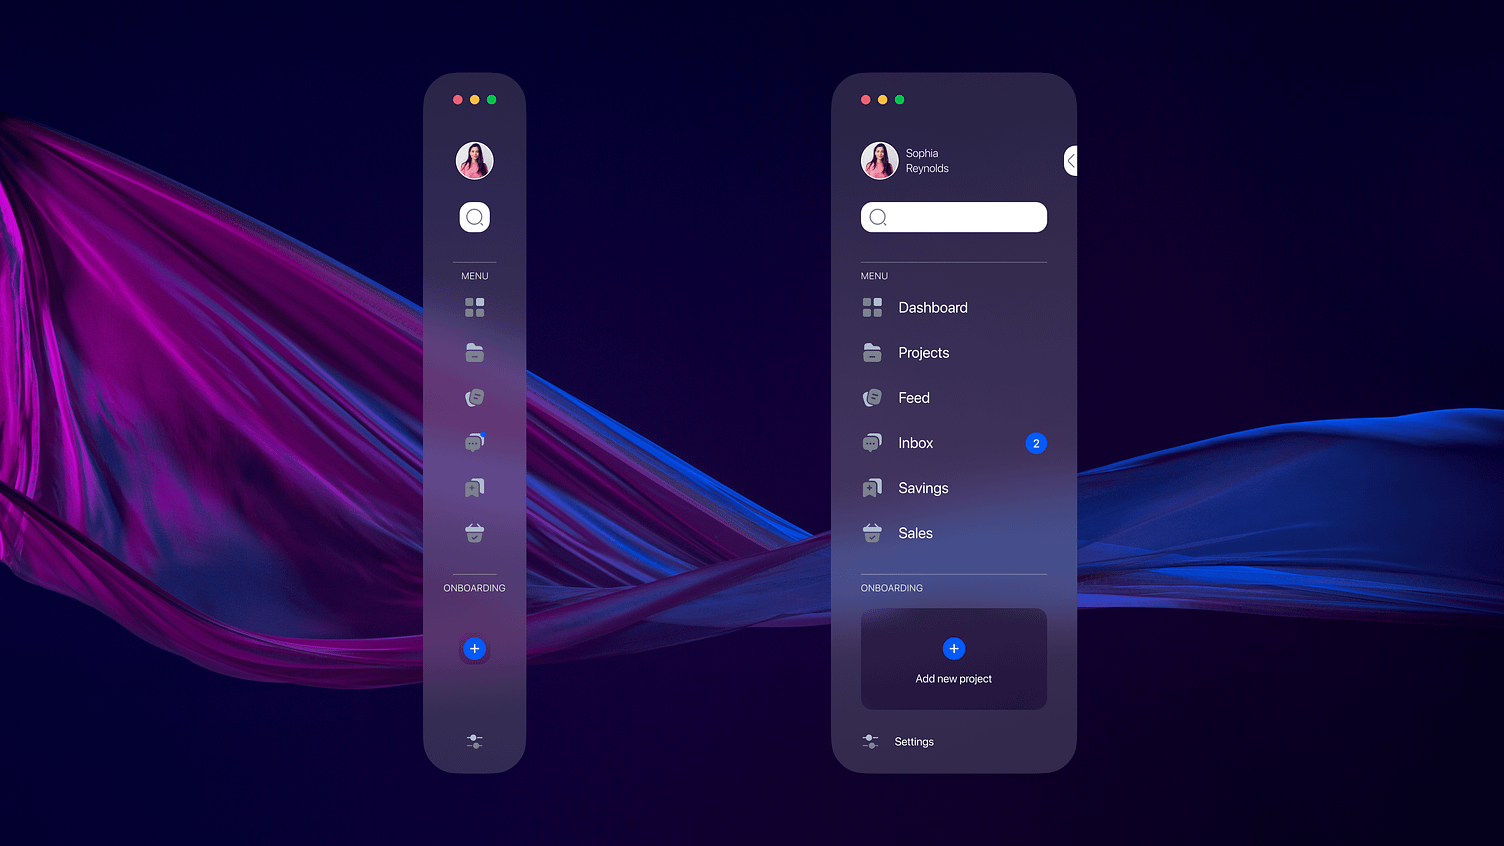 MENU
ONBOARDING
Sophia
Reynolds
MENU
Dashboard
Projects
Feed
Inbox
2
Savings
Sales
ONBOARDING
Add new project
Settings